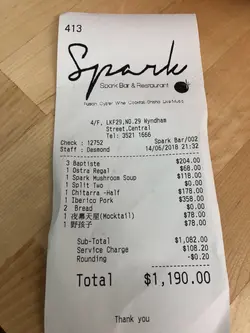 413
Spark
Spark Bar & Restaurant
Fusion Oyster Wine Cocktail Shisha Live Music
4/F, LKF29,NO.29 Wyndham
Street,Central
Tel: 3521 1666
Check : 12752 Spark Bar/002
Staff : Desmond 14/06/2018 21:32
3 Baptiste $204.00
1 Ostra Regal $68.00
1 Spark Mushroom Soup $118.00
1 Split Two $0.00
1 Chitarra -Half $178.00
1 Iberico Pork $358.00
2 Bread $0.00
1 夜幕天星(Mocktail) $78.00
1 野孩子 $78.00
Sub-Total $1,082.00
Service Charge $108.20
Rounding -$0.20
Total $1,190.00
Thank you